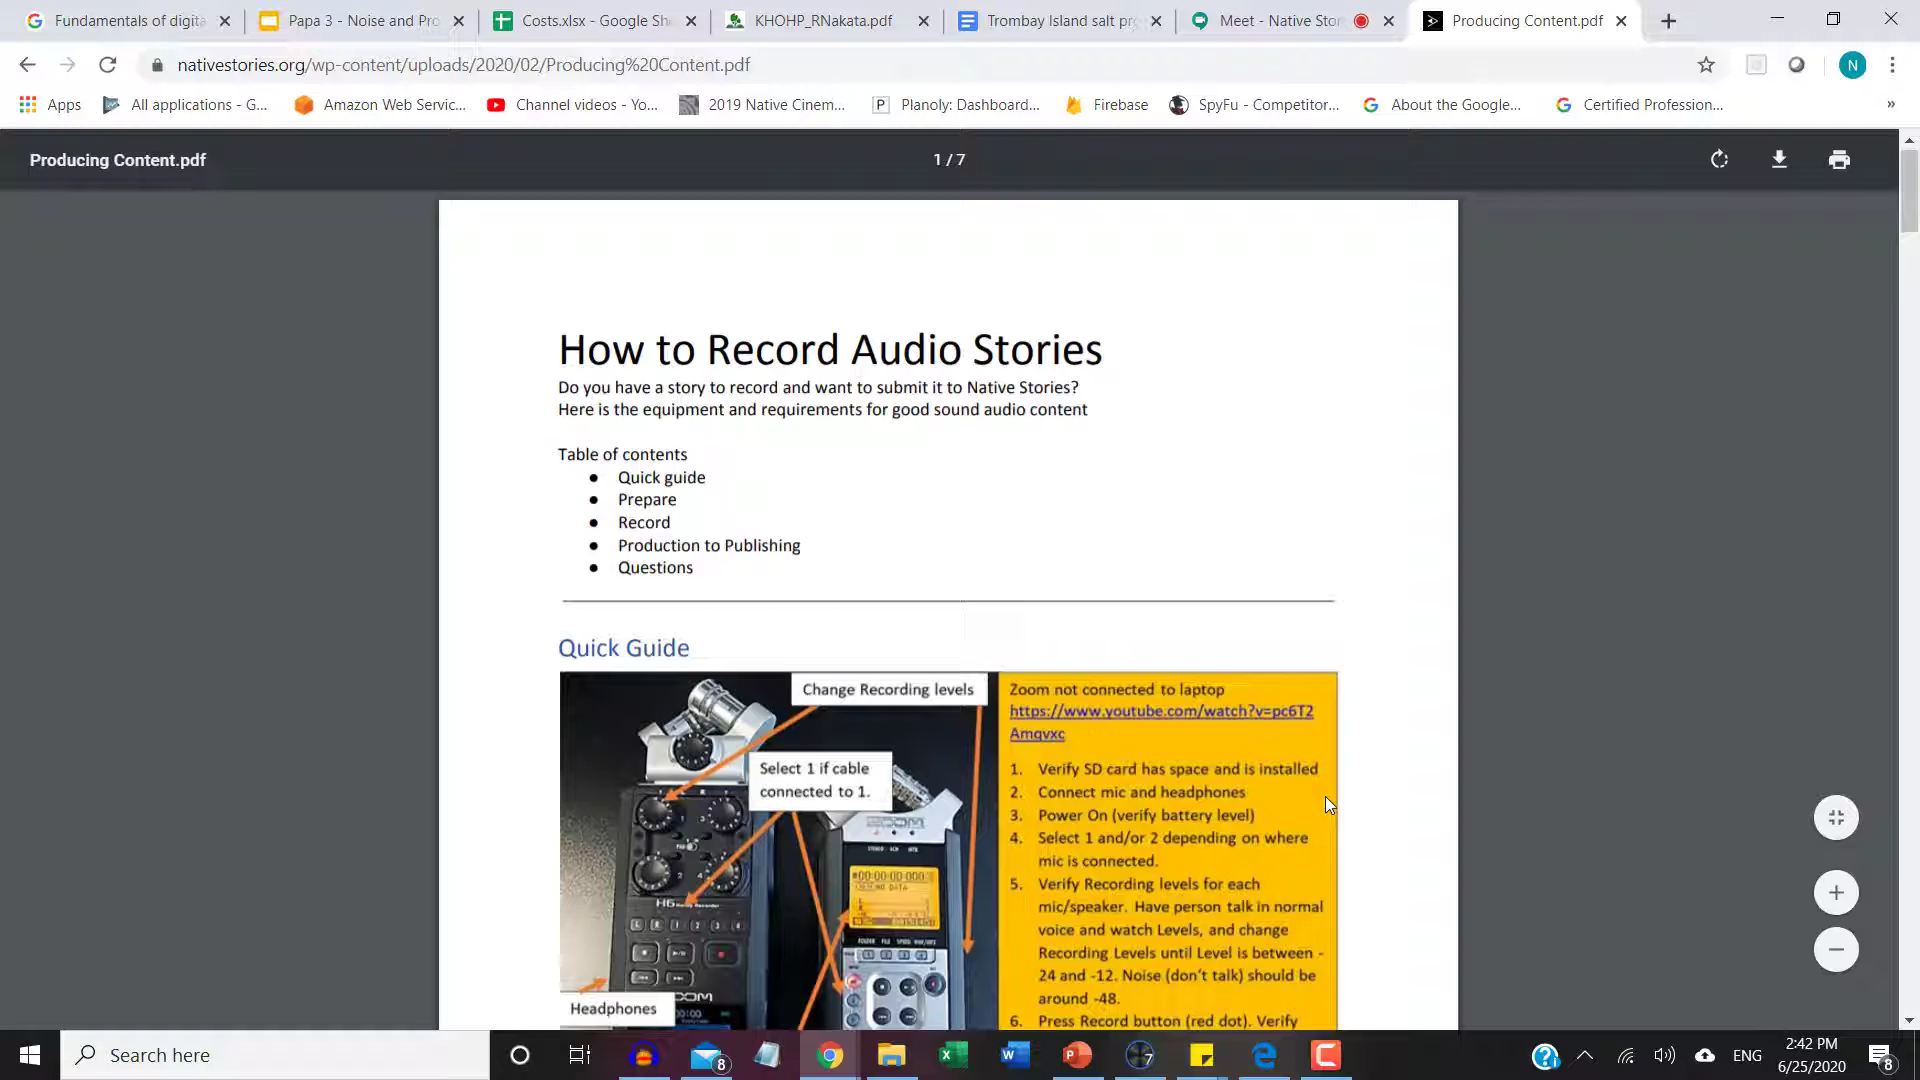 Fundamentals of digita
Papa 3 - Noise and Pro
Costs.xlsx - Google She
KHOHP_RNakata.pdf
Trombay Island salt pro
Meet - Native Stor
Producing Content.pdf
nativestories.org/wp-content/uploads/2020/02/Producing%20Content.pdf
N
Apps
All applications - G...
Amazon Web Servic...
Channel videos - Yo...
2019 Native Cinem...
Planoly: Dashboard...
Firebase
SpyFu - Competitor...
About the Google...
Certified Profession...
»
Producing Content.pdf
1 / 7
How to Record Audio Stories
Do you have a story to record and want to submit it to Native Stories?
Here is the equipment and requirements for good sound audio content
Table of contents
● Quick guide
● Prepare
● Record
● Production to Publishing
● Questions
Quick Guide
Change Recording levels
Select 1 if cable
connected to 1.
Headphones
H6
Zoom not connected to laptop
https://www.youtube.com/watch?v=pc6T2
Amqvxc
1. Verify SD card has space and is installed
2. Connect mic and headphones
3. Power On (verify battery level)
4. Select 1 and/or 2 depending on where
mic is connected.
5. Verify Recording levels for each
mic/speaker. Have person talk in normal
voice and watch Levels, and change
Recording Levels until Level is between -
24 and -12. Noise (don't talk) should be
around -48.
6. Press Record button (red dot). Verify
Search here
8
7
ENG
2:42 PM
6/25/2020
8